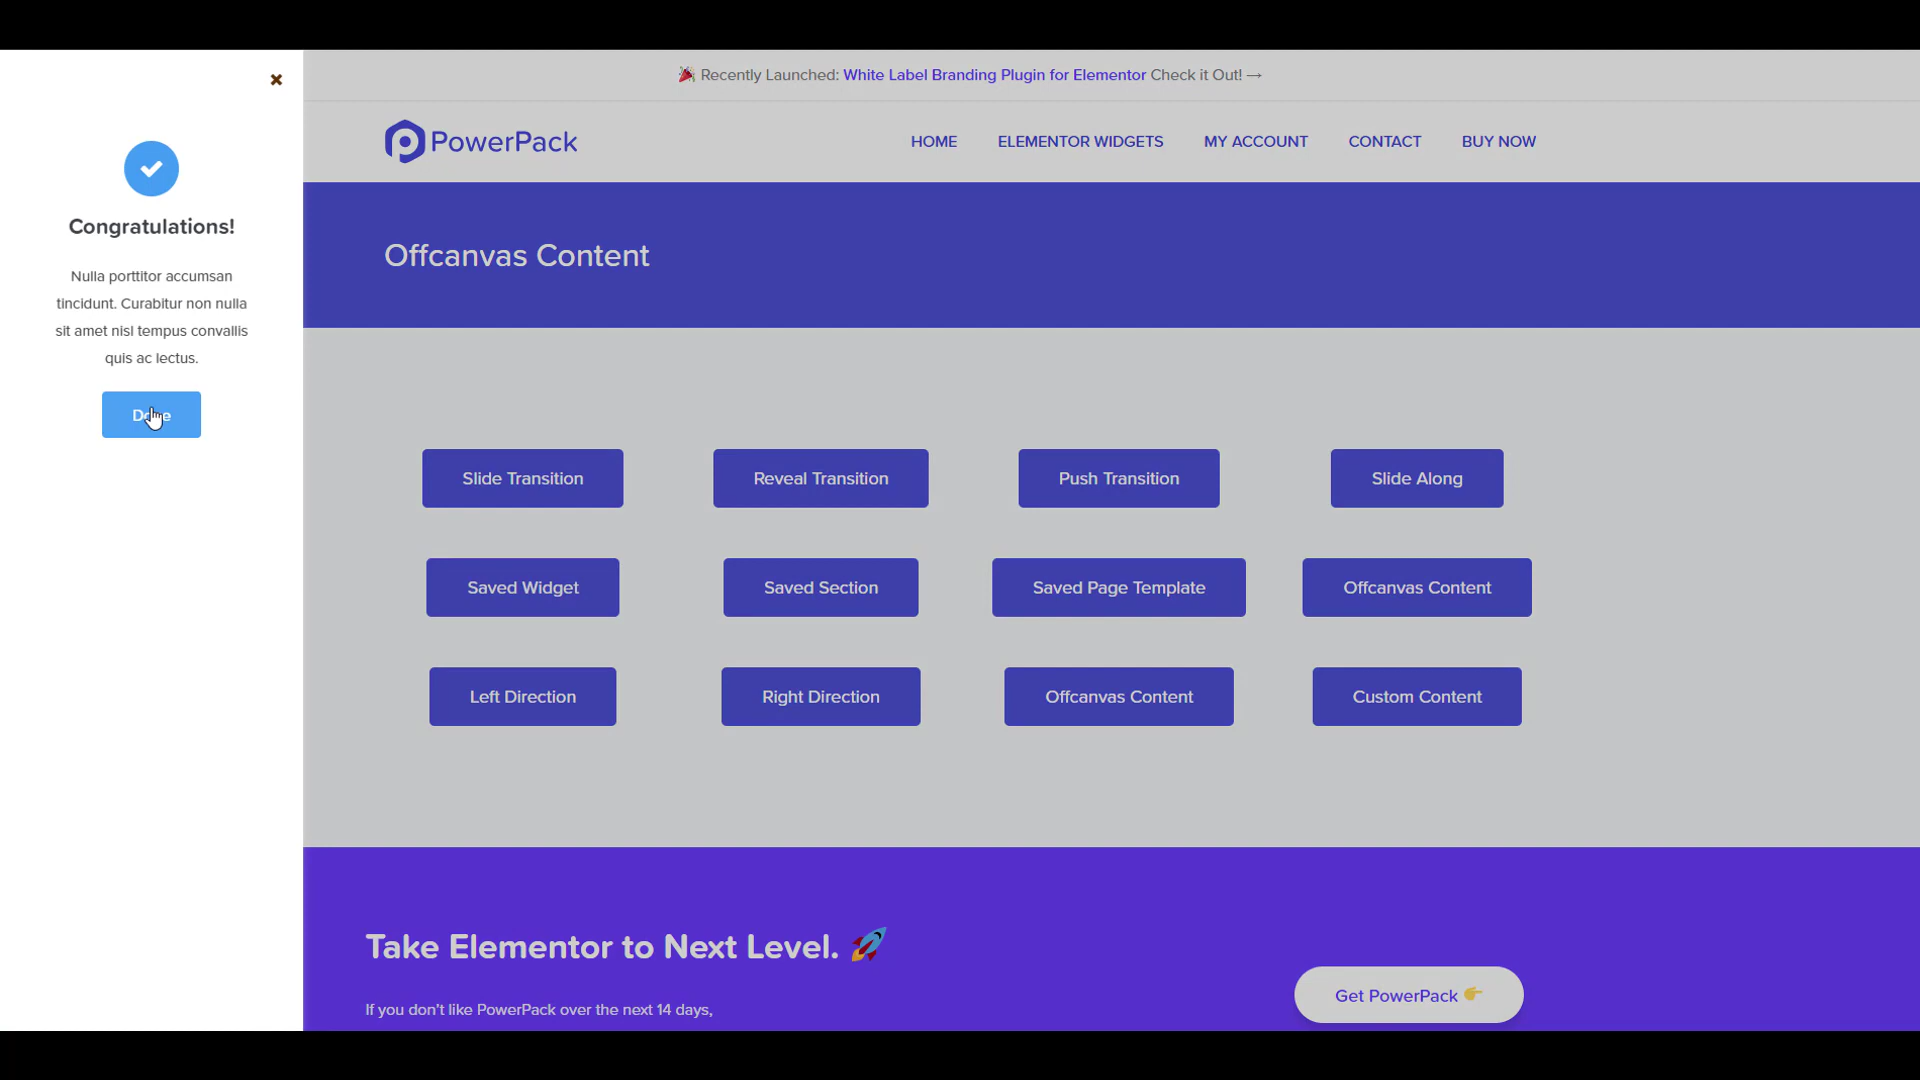 Congratulations!
Nulla porttitor accumsan
tincidunt. Curabitur non nulla
sit amet nisl tempus convallis
quis ac lectus.
Recently Launched: White Label Branding Plugin for Elementor Check it Out! →
PowerPack
HOME ELEMENTOR WIDGETS MY ACCOUNT CONTACT BUY NOW
Offcanvas Content
Slide Transition Reveal Transition Push Transition Slide Along
Saved Widget Saved Section Saved Page Template Offcanvas Content
Left Direction Right Direction Offcanvas Content Custom Content
Take Elementor to Next Level.
If you don't like PowerPack over the next 14 days,
Get PowerPack